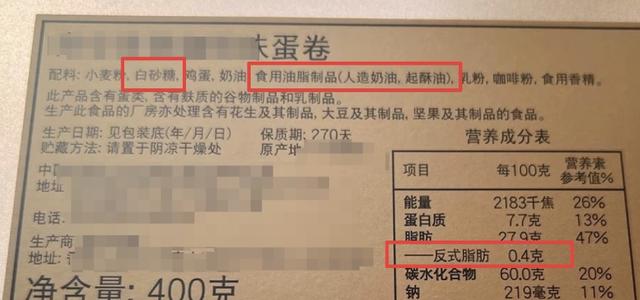 蛋卷
配料: 小麦粉, 白砂糖, 鸡蛋, 奶油, 食用油脂制品(人造奶油, 起酥油), 乳粉, 咖啡粉, 食用香精。
此产品含有蛋类, 含有麸质的谷物制品和乳制品。
生产此食品的厂房亦处理含有花生及其制品, 大豆及其制品, 坚果及其制品的食品。
生产日期: 见包装底(年/月/日) 保质期: 270天
贮藏方法: 请置于阴凉干燥处 原产地
地址
电话
生产商
地址:
净含量: 400克
营养成分表
项目 每100克 营养素参考值%
能量 2183千焦 26%
蛋白质 7.7克 13%
脂肪 27.9克 47%
——反式脂肪 0.4克
碳水化合物 60.0克 20%
钠 219毫克 11%